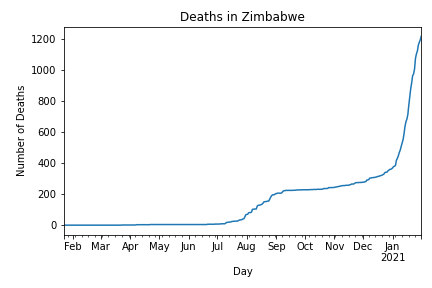 Deaths in Zimbabwe
Number of Deaths
1200
1000
800
600
400
200
0
Feb Mar Apr May Jun Jul Aug Sep Oct Nov Dec Jan
2021
Day